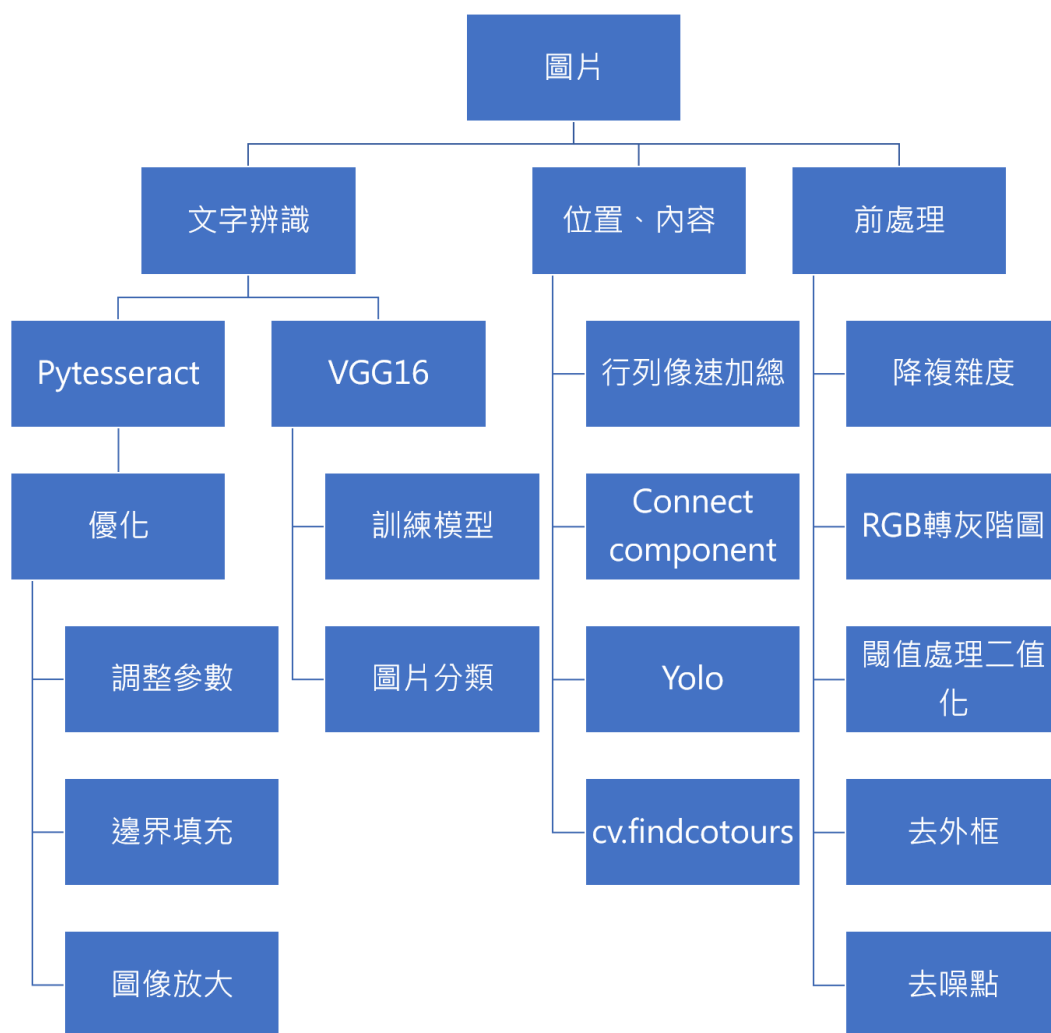 圖片
文字辨識
位置、內容
前處理
Pytesseract
VGG16
行列像速加總
降複雜度
優化
訓練模型
Connect
component
RGB轉灰階圖
調整參數
圖片分類
Yolo
閾值處理二值
化
邊界填充
cv.findcotours
去外框
圖像放大
去噪點